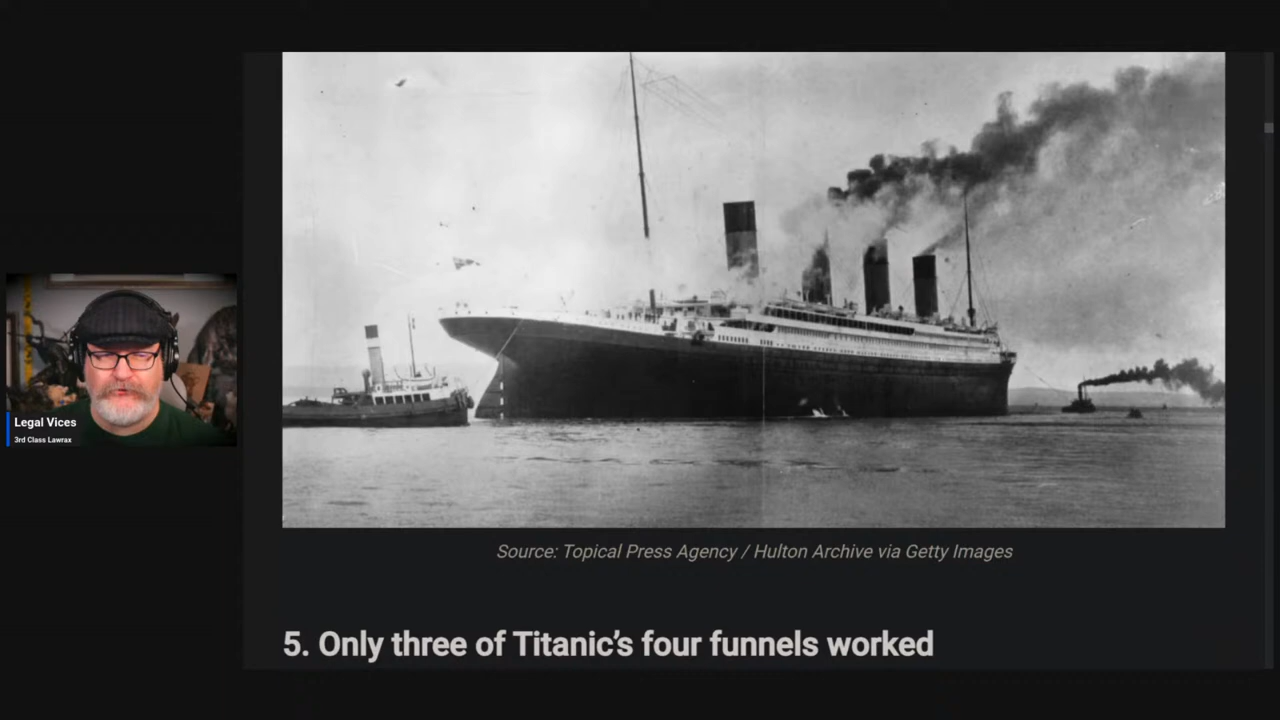 Legal Vices
3rd Class Lawrax
Source: Topical Press Agency / Hulton Archive via Getty Images
5. Only three of Titanic's four funnels worked